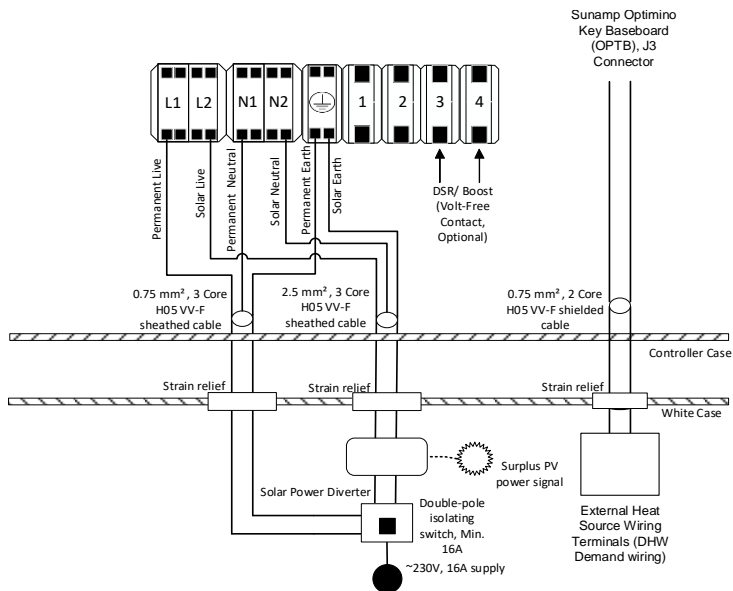 Sunamp Optimino
Key Baseboard
(OPTB), J3
Connector
L1
L2
N1
N2
1
2
3
4
Permanent Live
Solar Live
Permanent Neutral
Solar Neutral
Permanent Earth
Solar Earth
DSR/ Boost
(Volt-Free
Contact,
Optional)
0.75 mm², 3 Core
H05 VV-F
sheathed cable
2.5 mm², 3 Core
H05 VV-F
sheathed cable
0.75 mm², 2 Core
H05 VV-F shielded
cable
Controller Case
Strain relief
Strain relief
Strain relief
White Case
Surplus PV
power signal
Solar Power Diverter
Double-pole
isolating
switch, Min.
16A
~230V, 16A supply
External Heat
Source Wiring
Terminals (DHW
Demand wiring)